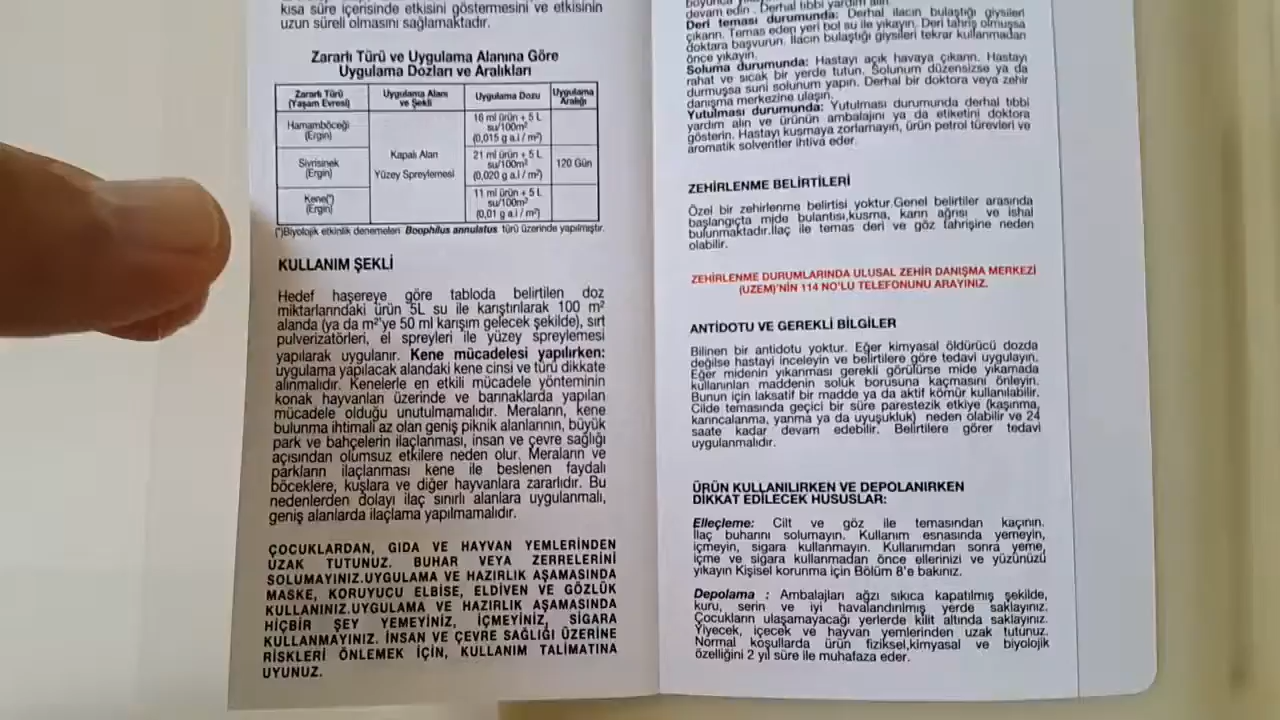 kısa süre içerisinde etkisini göstermesini ve etkisinin
uzun süreli olmasını sağlamaktadır.
Zararlı Türü ve Uygulama Alanına Göre
Uygulama Dozları ve Aralıkları
Zararlı Türü
(Yaşam Evresi)
Uygulama Alanı
ve Şekli
Uygulama Dozu
Uygulama
Aralığı
Hamamböceği
(Ergin)
16 ml ürün + 5 L
su/100m²
(0,015 g a.i / m²)
Sivrisinek
(Ergin)
Kapalı Alan
Yüzey Spreylemesi
21 ml ürün + 5 L
su/100m²
(0,020 g a.i./ m²)
120 Gün
Kene(*)
(Ergin)
11 ml ürün + 5 L
su/100m²
(0,01 g a.i / m²)
(*)Biyolojik etkinlik denemeleri Boophilus annulatus türü üzerinde yapılmıştır.
KULLANIM ŞEKLİ
Hedef haşereye göre tabloda belirtilen doz
miktarlarındaki ürün 5L su ile karıştırılarak 100 m²
alanda (ya da m²'ye 50 ml karışım gelecek şekilde), sırt
pulverizatörleri, el spreyleri ile yüzey spreylemesi
yapılarak uygulanır. Kene mücadelesi yapılırken:
uygulama yapılacak alandaki kene cinsi ve türü dikkate
alınmalıdır. Kenelerle en etkili mücadele yönteminin
konak hayvanları üzerinde ve barınaklarda yapılan
mücadele olduğu unutulmamalıdır. Meraların, kene
bulunma ihtimali az olan geniş piknik alanlarının, büyük
park ve bahçelerin ilaçlanması, insan ve çevre sağlığı
açısından olumsuz etkilere neden olur. Meraların ve
parkların ilaçlanması kene ile beslenen faydalı
böceklere, kuşlara ve diğer hayvanlara zararlıdır. Bu
nedenlerden dolayı ilaç sınırlı alanlara uygulanmalı,
geniş alanlarda ilaçlama yapılmamalıdır.
ÇOCUKLARDAN, GIDA VE HAYVAN YEMLERİNDEN
UZAK TUTUNUZ. BUHAR VEYA ZERRELERİNİ
SOLUMAYINIZ.UYGULAMA VE HAZIRLIK AŞAMASINDA
MASKE, KORUYUCU ELBİSE, ELDİVEN VE GÖZLÜK
KULLANINIZ.UYGULAMA VE HAZIRLIK AŞAMASINDA
HİÇBİR ŞEY YEMEYİNİZ, İÇMEYİNİZ, SİGARA
KULLANMAYINIZ. İNSAN VE ÇEVRE SAĞLIĞI ÜZERİNE
RİSKLERİ ÖNLEMEK İÇİN, KULLANIM TALİMATINA
UYUNUZ.
devam edin . Derhal tıbbi yardım alın
Deri teması durumunda: Derhal ilacın bulaştığı giysileri
çıkarın. Temas eden yeri bol su ile yıkayın. Deri tahriş olmuşsa
doktara başvurun. İlacın bulaştığı giysileri tekrar kullanmadan
önce yıkayın.
Soluma durumunda: Hastayı açık havaya çıkarın. Hastayı
rahat ve sıcak bir yerde tutun. Solunum düzensizse ya da
durmuşsa suni solunum yapın. Derhal bir doktora veya zehir
danışma merkezine ulaşın.
Yutulması durumunda: Yutulması durumunda derhal tıbbi
yardım alın ve ürünün ambalajını ya da etiketini doktora
gösterin. Hastayı kusmaya zorlamayın, ürün petrol türevleri ve
aromatik solventler ihtiva eder.
ZEHİRLENME BELİRTİLERİ
Özel bir zehirlenme belirtisi yoktur.Genel belirtiler arasında
başlangıçta mide bulantısı,kusma, karın ağrısı ve ishal
bulunmaktadır.İlaç ile temas deri ve göz tahrişine neden
olabilir.
ZEHİRLENME DURUMLARINDA ULUSAL ZEHİR DANIŞMA MERKEZİ
(UZEM)'NİN 114 NO'LU TELEFONUNU ARAYINIZ.
ANTİDOTU VE GEREKLİ BİLGİLER
Bilinen bir antidotu yoktur. Eğer kimyasal öldürücü dozda
değilse hastayı inceleyin ve belirtilere göre tedavi uygulayın.
Eğer midenin yıkanması gerekli görülürse mide yıkamada
kullanılan maddenin soluk borusuna kaçmasını önleyin.
Bunun için laksatif bir madde ya da aktif kömür kullanılabilir.
Cilde temasında geçici bir süre parestezik etkiye (kaşınma,
karıncalanma, yanma ya da uyuşukluk) neden olabilir ve 24
saate kadar devam edebilir. Belirtilere görer tedavi
uygulanmalıdır.
ÜRÜN KULLANILIRKEN VE DEPOLANIRKEN
DİKKAT EDİLECEK HUSUSLAR:
Elleçleme: Cilt ve göz ile temasından kaçının.
İlaç buharını solumayın. Kullanım esnasında yemeyin,
içmeyin, sigara kullanmayın. Kullanımdan sonra yeme,
içme ve sigara kullanmadan önce ellerinizi ve yüzünüzü
yıkayın Kişisel korunma için Bölüm 8'e bakınız.
Depolama : Ambalajları ağzı sıkıca kapatılmış şekilde,
kuru, serin ve iyi havalandırılmış yerde saklayınız.
Çocukların ulaşamayacağı yerlerde kilit altında saklayınız.
Yiyecek, içecek ve hayvan yemlerinden uzak tutunuz.
Normal koşullarda ürün fiziksel,kimyasal ve biyolojik
özelliğini 2 yıl süre ile muhafaza eder.